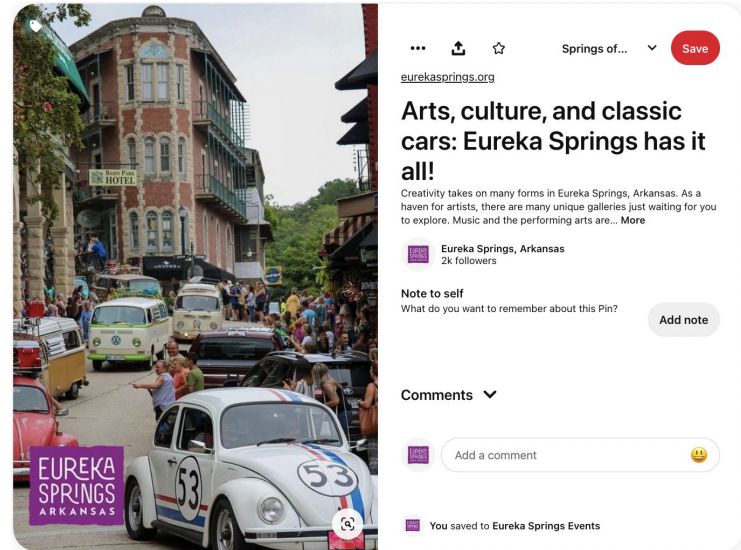 Springs of...
Save
eurekasprings.org
Arts, culture, and classic
cars: Eureka Springs has it
all!
Creativity takes on many forms in Eureka Springs, Arkansas. As a
haven for artists, there are many unique galleries just waiting for you
to explore. Music and the performing arts are... More
Eureka Springs, Arkansas
2k followers
Note to self
What do you want to remember about this Pin?
Add note
Comments
Add a comment
You saved to Eureka Springs Events
BASIN PARK
HOTEL
53
53
EUREKA
SPRINGS
ARKANSAS